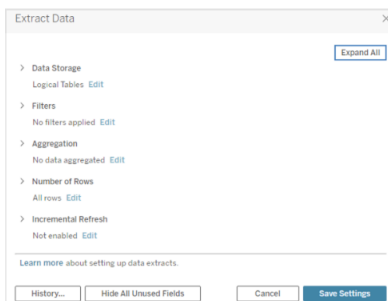 Extract Data
Expand All
Data Storage
Logical Tables Edit
Filters
No filters applied Edit
Aggregation
No data aggregated Edit
Number of Rows
All rows Edit
Incremental Refresh
Not enabled Edit
Learn more about setting up data extracts.
History... Hide All Unused Fields Cancel Save Settings